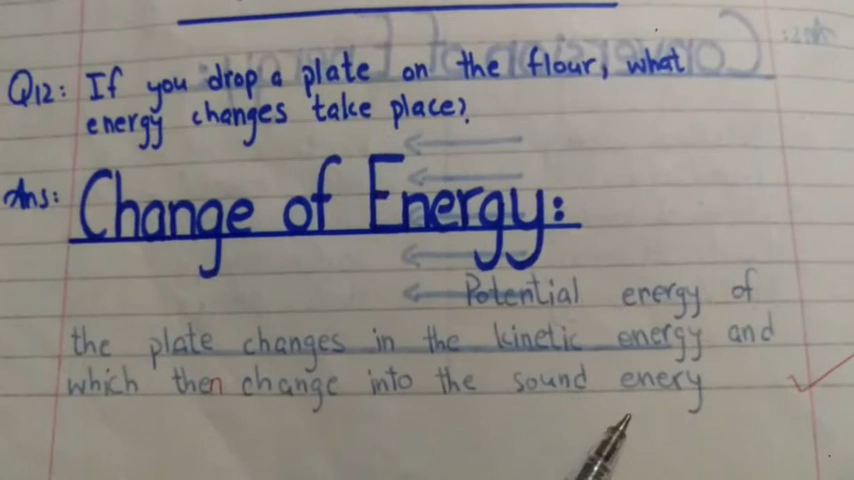 Q12: If you drop a plate on the flour, what
energy changes take place?
Ans: Change of Energy:
Potential energy of
the plate changes in the kinetic energy and
which then change into the sound enery